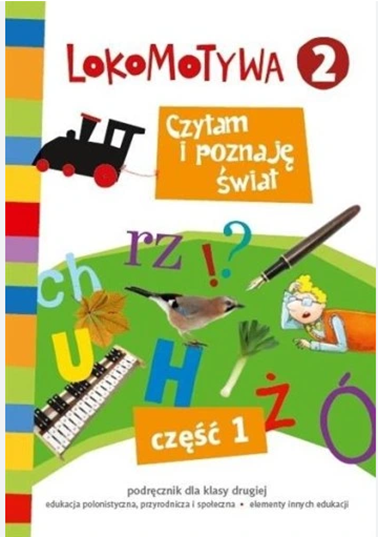 LOKOMOTYWA 2
Czytam
i poznaję
świat
rz
!
?
ch
u
H
ż
Ó
część 1
podręcznik dla klasy drugiej
edukacja polonistyczna, przyrodnicza i społeczna • elementy innych edukacji